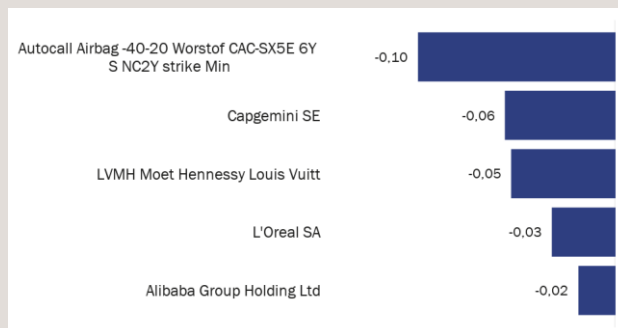 Autocall Airbag -40-20 Worstof CAC-SX5E 6Y
S NC2Y strike Min
-0,10
Capgemini SE
-0,06
LVMH Moet Hennessy Louis Vuitt
-0,05
L'Oreal SA
-0,03
Alibaba Group Holding Ltd
-0,02